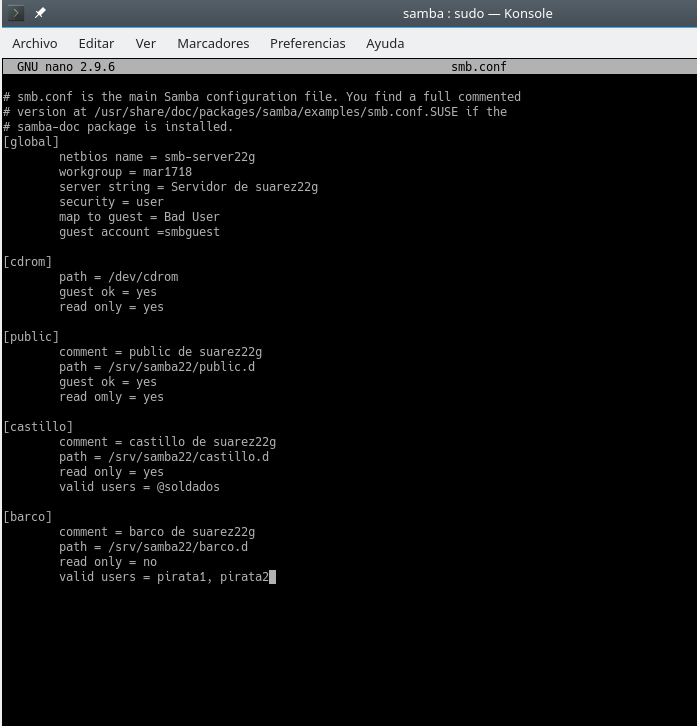 samba : sudo — Konsole
Archivo Editar Ver Marcadores Preferencias Ayuda
GNU nano 2.9.6 smb.conf
# smb.conf is the main Samba configuration file. You find a full commented
# version at /usr/share/doc/packages/samba/examples/smb.conf.SUSE if the
# samba-doc package is installed.
[global]
netbios name = smb-server22g
workgroup = mar1718
server string = Servidor de suarez22g
security = user
map to guest = Bad User
guest account =smbguest
[cdrom]
path = /dev/cdrom
guest ok = yes
read only = yes
[public]
comment = public de suarez22g
path = /srv/samba22/public.d
guest ok = yes
read omly = yes
[castillo]
comment = castillo de suarez22g
path = /srv/samba22/castillo.d
read only = yes
valid users = @soldados
[barco]
comment = barco de suarez22g
path = /srv/samba22/barco.d
read only = no
valid users = pirata1, pirata2